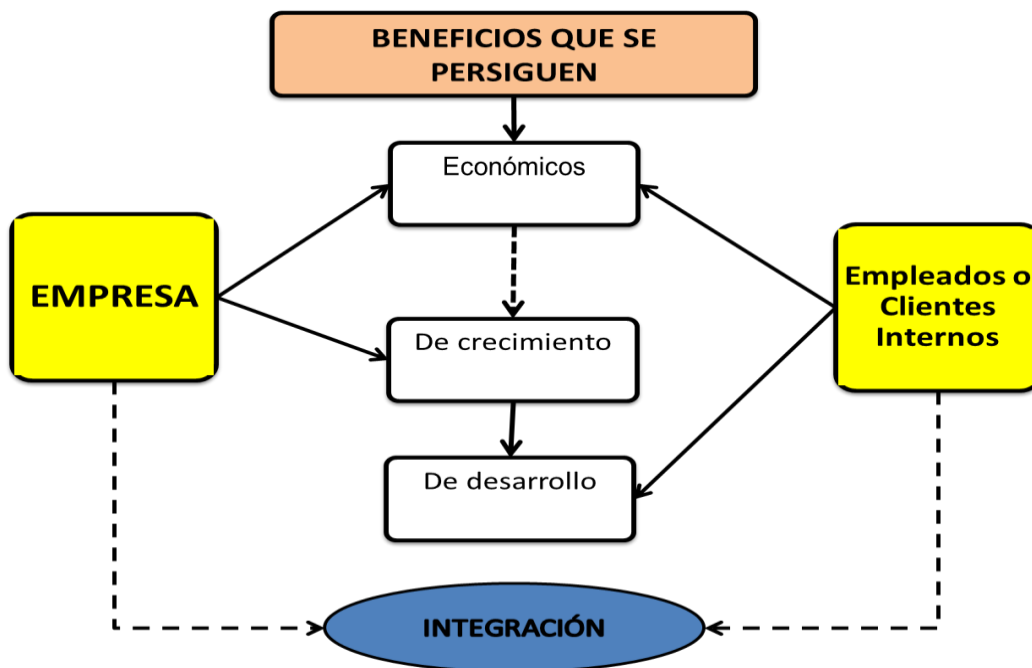 BENEFICIOS QUE SE
PERSIGUEN
Económicos
EMPRESA
Empleados o
Clientes
Internos
De crecimiento
De desarrollo
INTEGRACIÓN